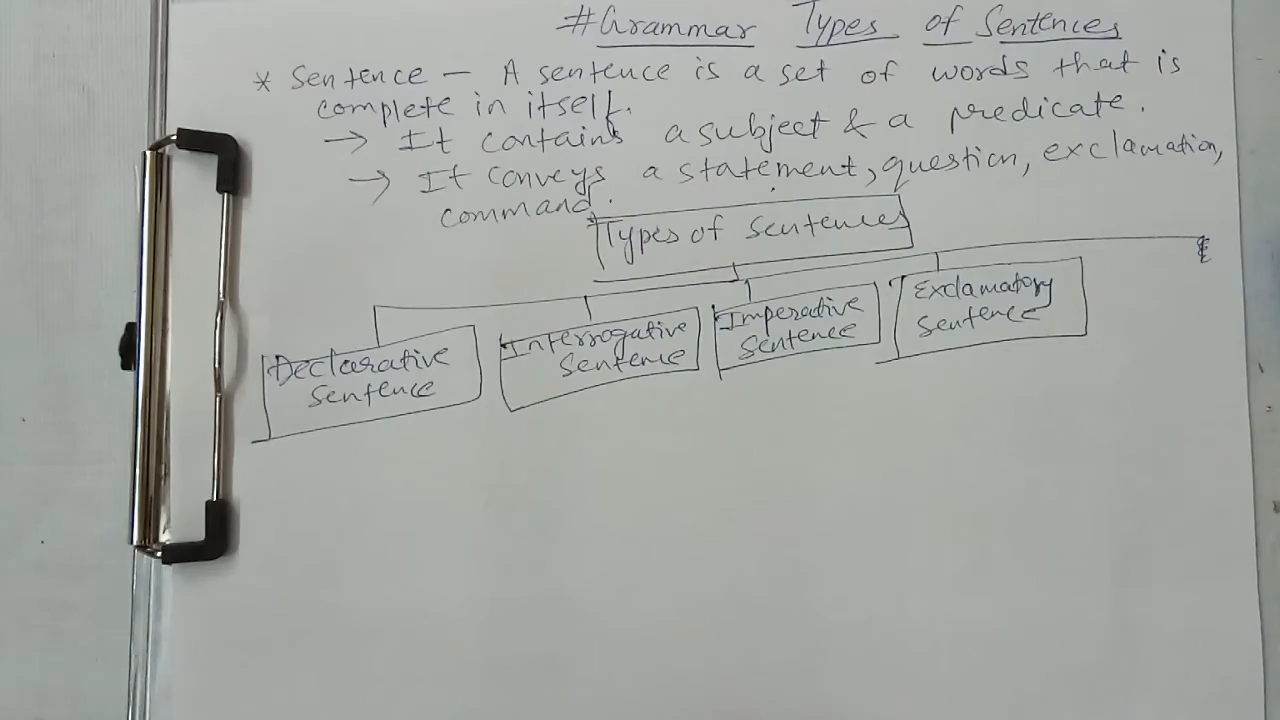 #Grammar Types of Sentences
* Sentence - A sentence is a set of words that is
complete in itself.
→ It contains a subject & a predicate.
→ It conveys a statement, question, exclamation,
command.
Types of Sentences
Declarative
Sentence
Interrogative
Sentence
Imperative
Sentence
Exclamatory
Sentence